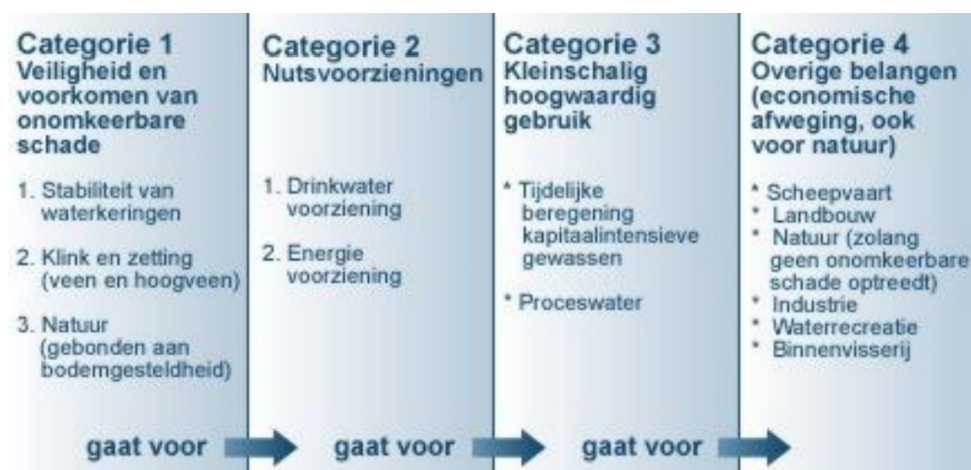 Categorie 1
Veiligheid en
voorkomen van
onomkeerbare
schade
1. Stabiliteit van
waterkeringen
2. Klink en zetting
(veen en hoogveen)
3. Natuur
(gebonden aan
bodemgesteldheid)
gaat voor
Categorie 2
Nutsvoorzieningen
1. Drinkwater
voorziening
2. Energie
voorziening
gaat voor
Categorie 3
Kleinschalig
hoogwaardig
gebruik
* Tijdelijke
beregening
kapitaalintensieve
gewassen
* Proceswater
gaat voor
Categorie 4
Overige belangen
(economische
afweging, ook
voor natuur)
* Scheepvaart
* Landbouw
* Natuur (zolang
geen onomkeerbare
schade optreedt)
* Industrie
* Waterrecreatie
* Binnenvisserij